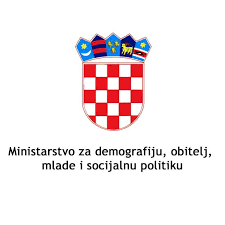 Ministarstvo za demografiju, obitelj,
mlade i socijalnu politiku